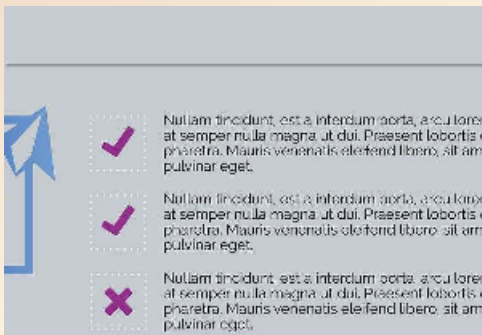 Nullam tincidunt, est a interdum porta, arcu lore
at semper nulla magna ut dui. Praesent lobortis
pharetra. Mauris venenatis eleifend libero, sit am
pulvinar eget.
Nullam tincidunt, est a interdum porta, arcu lore
at semper nulla magna ut dui. Praesent lobortis
pharetra. Mauris venenatis eleifend libero, sit am
pulvinar eget.
Nullam tincidunt, est a interdum porta, arcu lore
at semper nulla magna ut dui. Praesent lobortis
pharetra. Mauris venenatis eleifend libero, sit am
pulvinar eget.